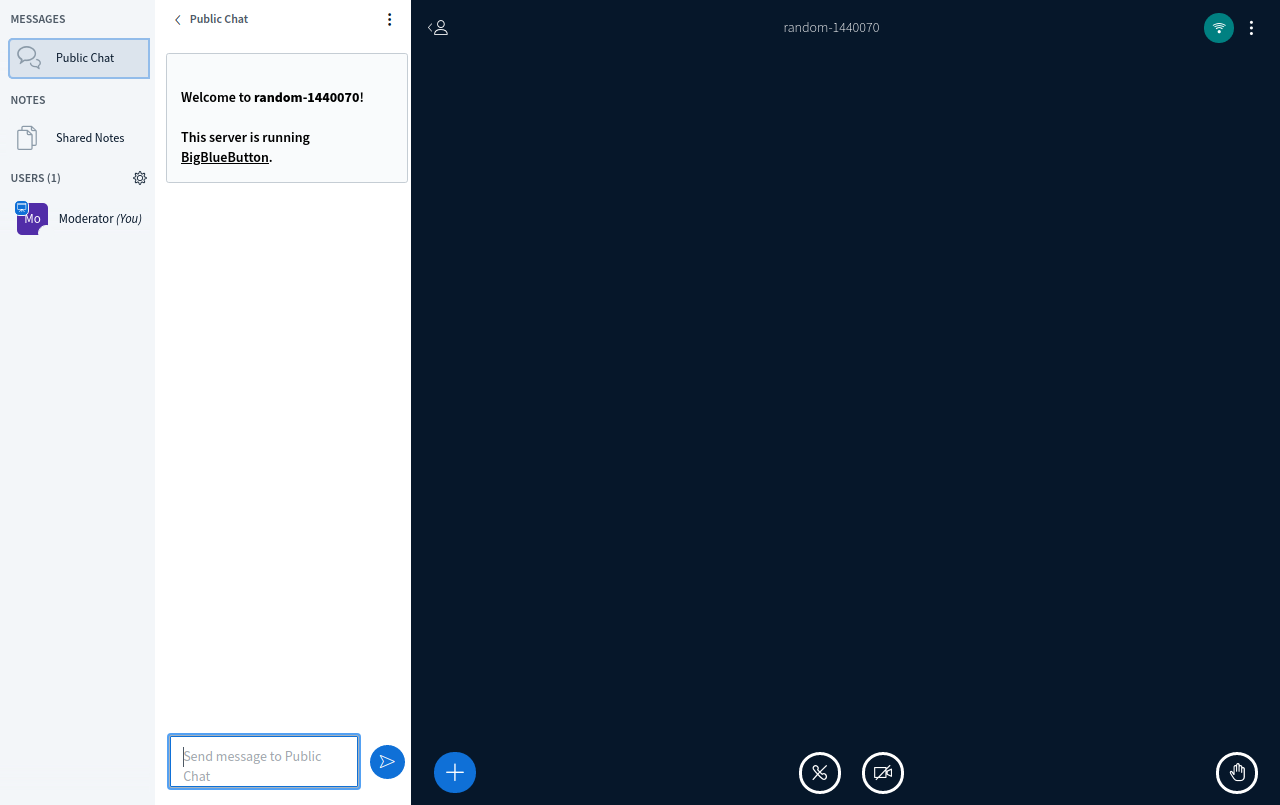 MESSAGES
Public Chat
NOTES
Shared Notes
USERS (1)
Mo
Moderator (You)
Public Chat
Welcome to random-1440070!
This server is running
BigBlueButton.
Send message to Public
Chat
random-1440070